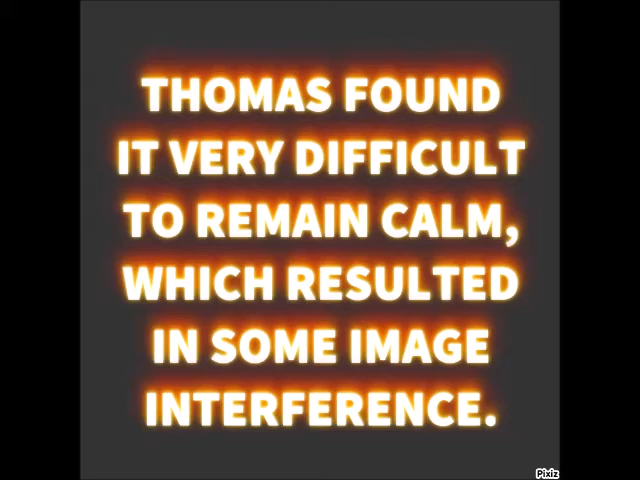 THOMAS FOUND
IT VERY DIFFICULT
TO REMAIN CALM,
WHICH RESULTED
IN SOME IMAGE
INTERFERENCE.
Pixiz